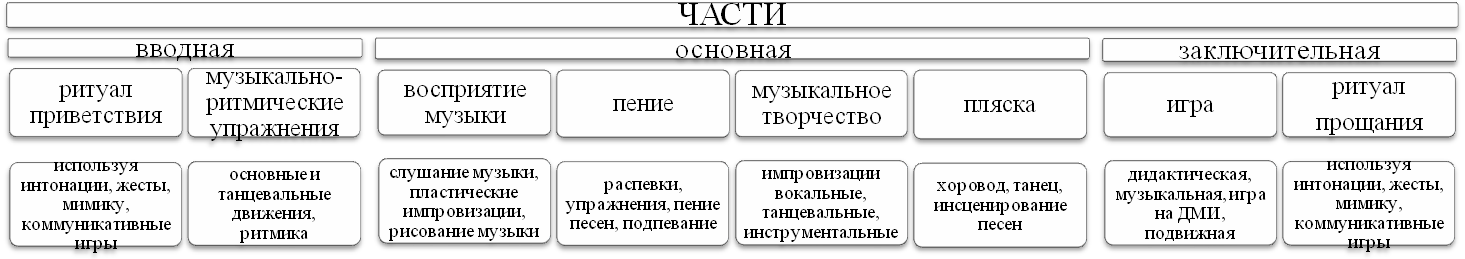 ЧАСТИ
вводная
основная
заключительная
ритуал
приветствия
музыкально-
ритмические
упражнения
восприятие
музыки
пение
музыкальное
творчество
пляска
игра
ритуал
прощания
используя
интонации, жесты,
мимику,
коммуникативные
игры
основные и
танцевальные
движения,
ритмика
слушание музыки,
пластические
импровизации,
рисование музыки
распевки,
упражнения, пение
песен, подпевание
импровизации
вокальные,
танцевальные,
инструментальные
хоровод, танец,
инсценирование
песен
дидактическая,
музыкальная, игра
на ДМИ,
подвижная
используя
интонации, жесты,
мимику,
коммуникативные
игры